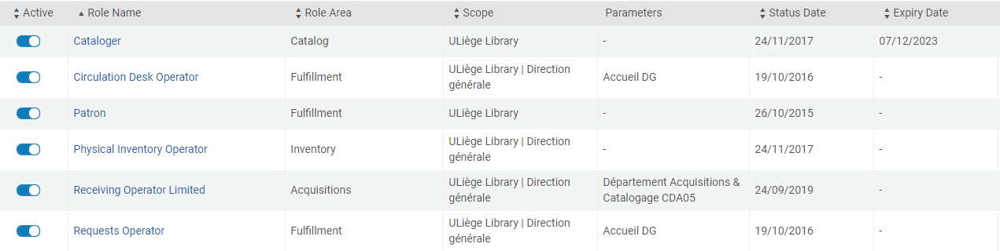 Active Role Name Role Area Scope Parameters Status Date Expiry Date
Cataloger Catalog ULiège Library - 24/11/2017 07/12/2023
Circulation Desk Operator Fulfillment ULiège Library | Direction générale Accueil DG 19/10/2016 -
Patron Fulfillment ULiège Library - 26/10/2015 -
Physical Inventory Operator Inventory ULiège Library | Direction générale - 24/11/2017 -
Receiving Operator Limited Acquisitions ULiège Library | Direction générale Département Acquisitions & Catalogage CDA05 24/09/2019 -
Requests Operator Fulfillment ULiège Library | Direction générale Accueil DG 19/10/2016 -